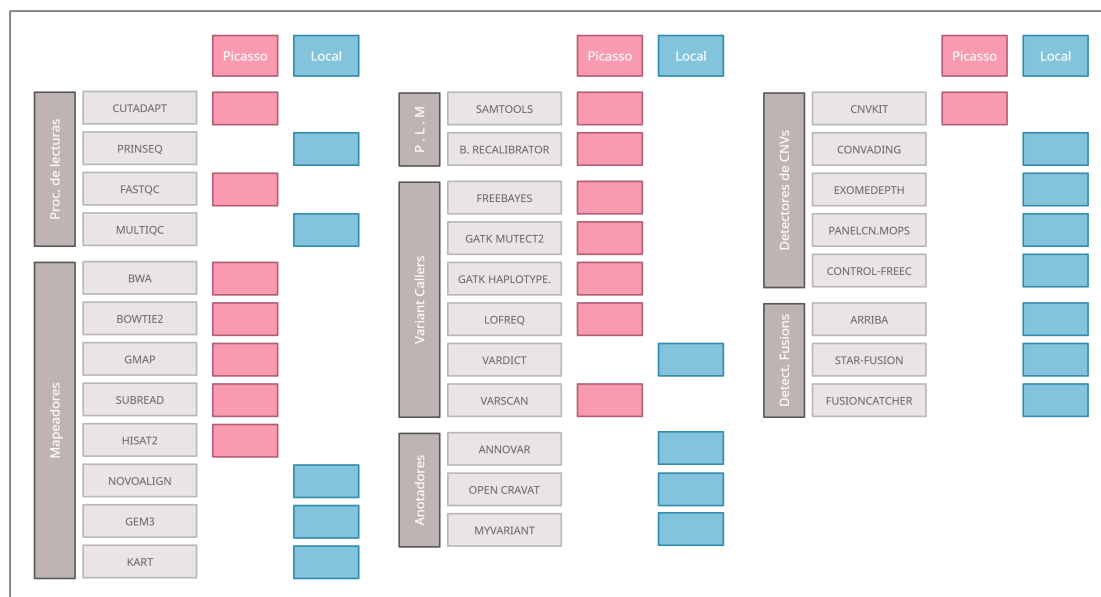 Picasso
Local
Proc. de lecturas
CUTADAPT
PRINSEQ
FASTQC
MULTIQC
Mapeadores
BWA
BOWTIE2
GMAP
SUBREAD
HISAT2
NOVOALIGN
GEM3
KART
Picasso
Local
P . L . M
SAMTOOLS
B. RECALIBRATOR
Variant Callers
FREEBAYES
GATK MUTECT2
GATK HAPLOTYPE.
LOFREQ
VARDICT
VARSCAN
Anotadores
ANNOVAR
OPEN CRAVAT
MYVARIANT
Picasso
Local
Detectores de CNVs
CNVKIT
CONVADING
EXOMEDEPTH
PANELCN.MOPS
CONTROL-FREEC
Detect. Fusions
ARRIBA
STAR-FUSION
FUSIONCATCHER